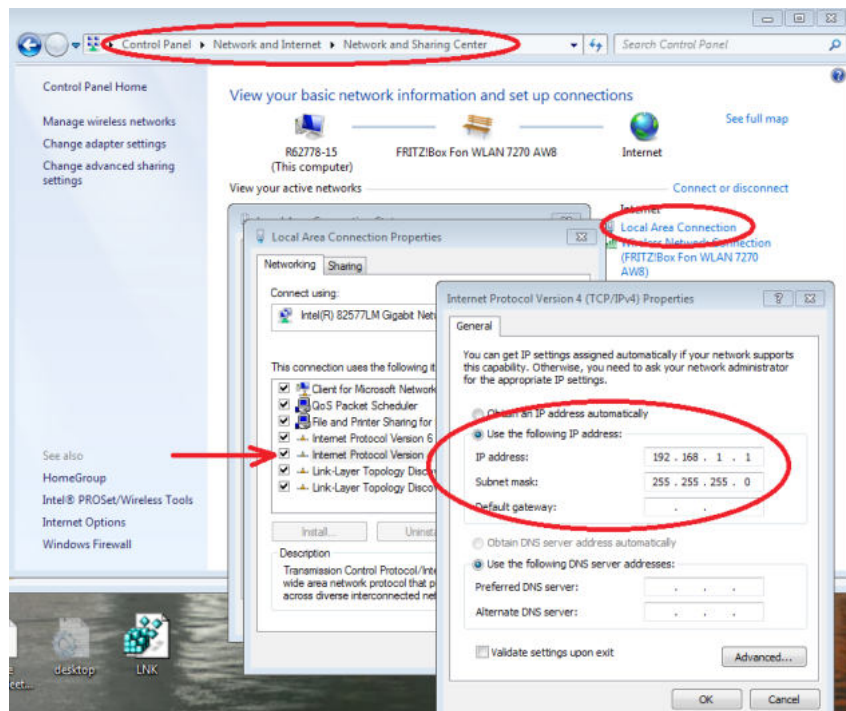 Control Panel ▸ Network and Internet ▸ Network and Sharing Center
Search Control Panel
Control Panel Home
Manage wireless networks
Change adapter settings
Change advanced sharing
settings
View your basic network information and set up connections
See full map
R62778-15
(This computer)
FRITZ!Box Fon WLAN 7270 AW8
Internet
View your active networks
Connect or disconnect
Internet
Local Area Connection
Wireless Network Connection
(FRITZ!Box Fon WLAN 7270
AW8)
Local Area Connection Properties
Networking
Sharing
Connect using:
Intel(R) 82577LM Gigabit
This connection uses the following
Client for Microsoft
QoS Packet Scheduler
File and Printer Sharing for
Internet Protocol Version 6
Internet Protocol Version
Link-Layer Topology
Link-Layer Topology
Install...
Description
Transmission Control
wide area network protocol that
across diverse interconnected
Internet Protocol Version 4 (TCP/IPv4) Properties
General
You can get IP settings assigned automatically if your network supports
this capability. Otherwise, you need to ask your network administrator
for the appropriate IP settings.
Obtain an IP address automatically
Use the following IP address:
IP address:
192 . 168 . 1 . 1
Subnet mask:
255 . 255 . 255 . 0
Default gateway:
. . .
Obtain DNS server address automatically
Use the following DNS server addresses:
Preferred DNS server:
. . .
Alternate DNS server:
. . .
Validate settings upon exit
Advanced...
OK
Cancel
See also
HomeGroup
Intel® PROSet/Wireless Tools
Internet Options
Windows Firewall
desktop
LNK